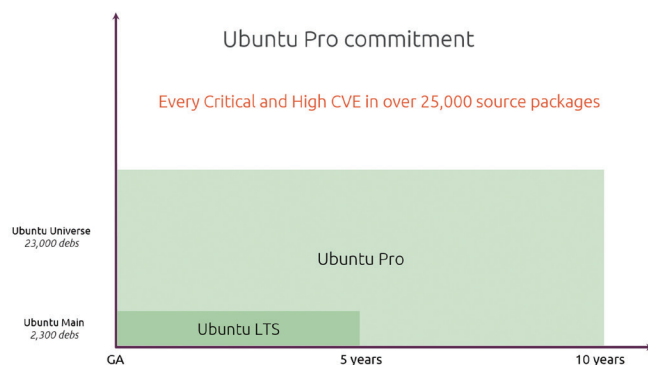 Ubuntu Pro commitment
Every Critical and High CVE in over 25,000 source packages
Ubuntu Universe
23,000 debs
Ubuntu Pro
Ubuntu Main
2,300 debs
Ubuntu LTS
GA
5 years
10 years